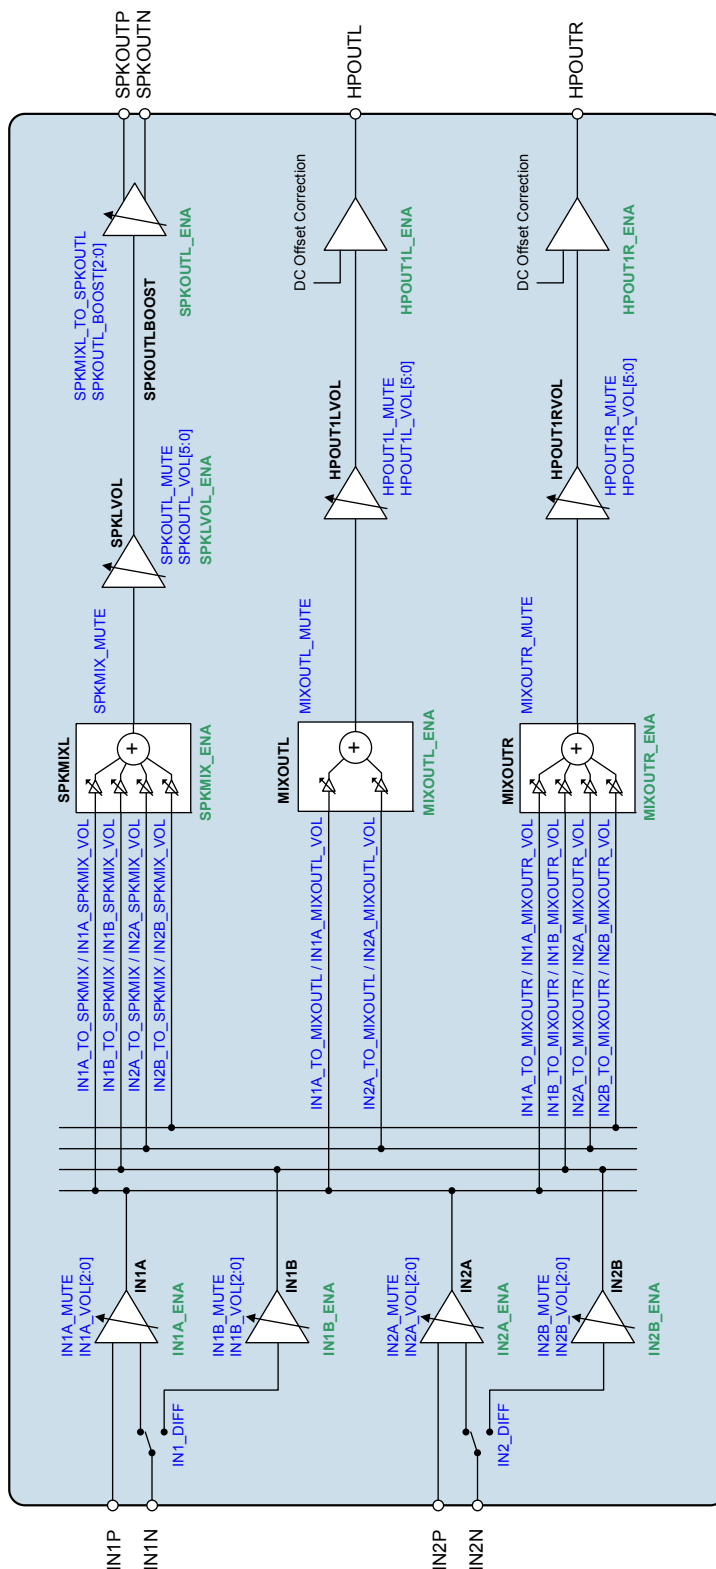 IN1P
IN1N
IN2P
IN2N
IN1A_MUTE
IN1A_VOL[2:0]
IN1A
IN1A_ENA
IN1_DIFF
IN1B_MUTE
IN1B_VOL[2:0]
IN1B
IN1B_ENA
IN2A_MUTE
IN2A_VOL[2:0]
IN2A
IN2A_ENA
IN2_DIFF
IN2B_MUTE
IN2B_VOL[2:0]
IN2B
IN2B_ENA
IN1A_TO_SPKMIX / IN1A_SPKMIX_VOL
IN1B_TO_SPKMIX / IN1B_SPKMIX_VOL
IN2A_TO_SPKMIX / IN2A_SPKMIX_VOL
IN2B_TO_SPKMIX / IN2B_SPKMIX_VOL
IN1A_TO_MIXOUTL / IN1A_MIXOUTL_VOL
IN2A_TO_MIXOUTL / IN2A_MIXOUTL_VOL
IN1A_TO_MIXOUTR / IN1A_MIXOUTR_VOL
IN1B_TO_MIXOUTR / IN1B_MIXOUTR_VOL
IN2A_TO_MIXOUTR / IN2A_MIXOUTR_VOL
IN2B_TO_MIXOUTR / IN2B_MIXOUTR_VOL
SPKMIXL
+
SPKMIX_ENA
SPKMIX_MUTE
MIXOUTL
+
MIXOUTL_ENA
MIXOUTL_MUTE
MIXOUTR
+
MIXOUTR_ENA
MIXOUTR_MUTE
SPKLVOL
SPKOUTL_MUTE
SPKOUTL_VOL[5:0]
SPKLVOL_ENA
HPOUT1LVOL
HPOUT1L_MUTE
HPOUT1L_VOL[5:0]
HPOUT1RVOL
HPOUT1R_MUTE
HPOUT1R_VOL[5:0]
SPKMIXL_TO_SPKOUTL
SPKOUTL_BOOST[2:0]
SPKOUTLBOOST
SPKOUTL_ENA
DC Offset Correction
HPOUT1L_ENA
DC Offset Correction
HPOUT1R_ENA
SPKOUTP
SPKOUTN
HPOUTL
HPOUTR